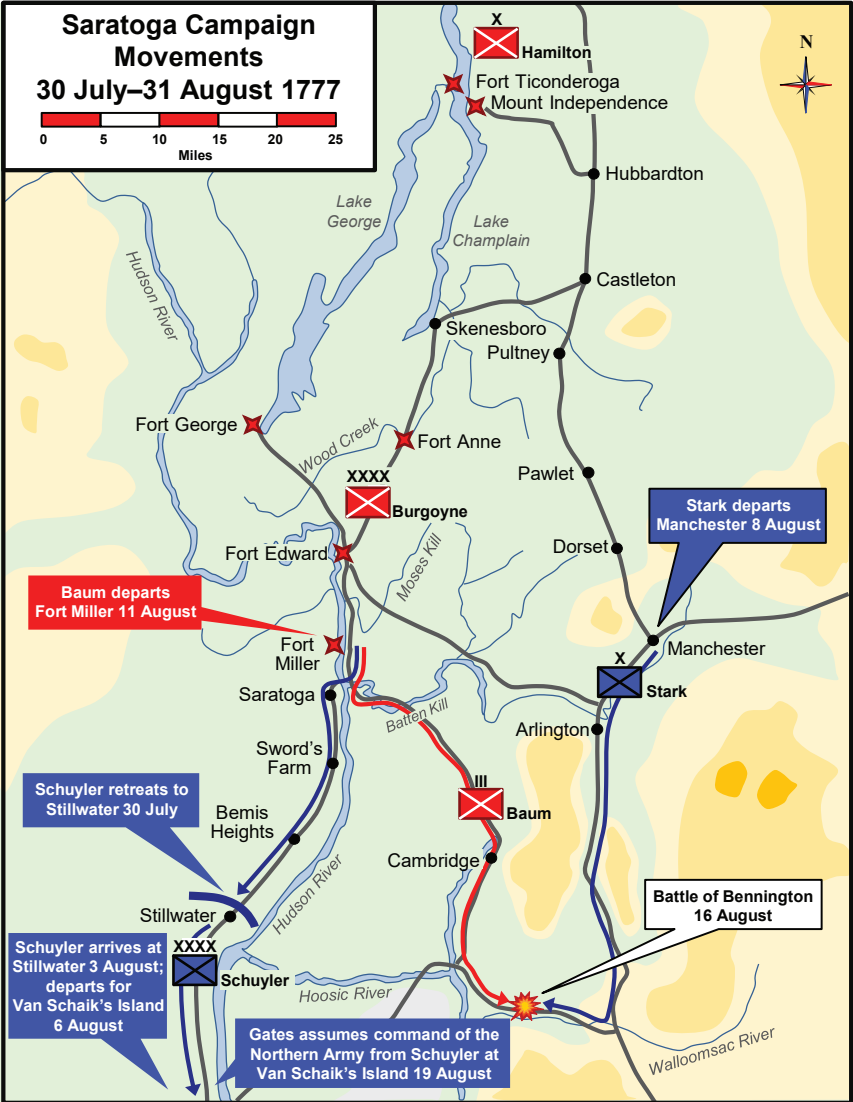 Saratoga Campaign
Movements
30 July–31 August 1777
0 5 10 15 20 25
Miles
N
X
Hamilton
Fort Ticonderoga
Mount Independence
Hubbardton
Lake
George
Lake
Champlain
Hudson River
Castleton
Skenesboro
Pultney
Fort George
Wood Creek
Fort Anne
XXXX
Burgoyne
Pawlet
Stark departs
Manchester 8 August
Fort Edward
Moses Kill
Dorset
Baum departs
Fort Miller 11 August
Fort
Miller
Manchester
X
Stark
Saratoga
Batten Kill
Arlington
Sword's
Farm
Schuyler retreats to
Stillwater 30 July
III
Baum
Bemis
Heights
Cambridge
Hudson River
Battle of Bennington
16 August
Stillwater
XXXX
Schuyler
Schuyler arrives at
Stillwater 3 August;
departs for
Van Schaik's Island
6 August
Hoosic River
Gates assumes command of the
Northern Army from Schuyler at
Van Schaik's Island 19 August
Walloomsac River